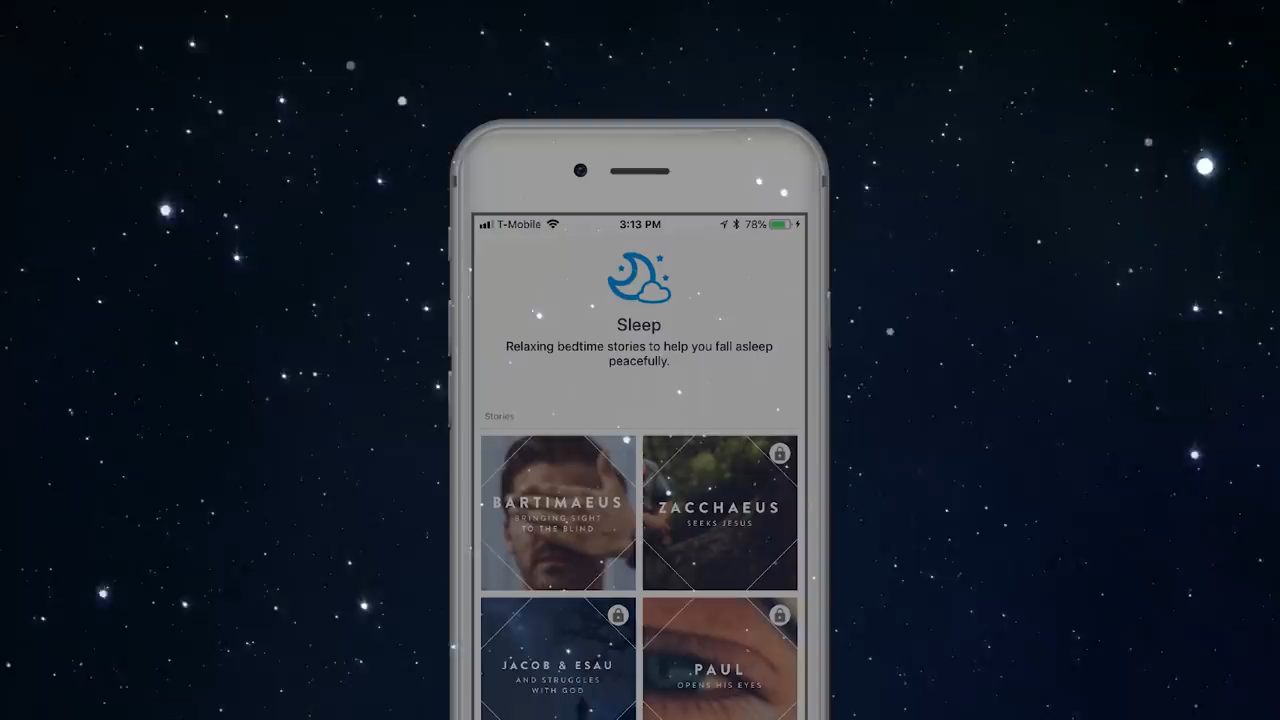 T-Mobile 3:13 PM 78%
Sleep
Relaxing bedtime stories to help you fall asleep
peacefully.
Stories
BARTIMAEUS
BRINGING SIGHT
TO THE BLIND
ZACCHAEUS
SEEKS JESUS
JACOB & ESAU
AND STRUGGLES
WITH GOD
PAUL
OPENS HIS EYES